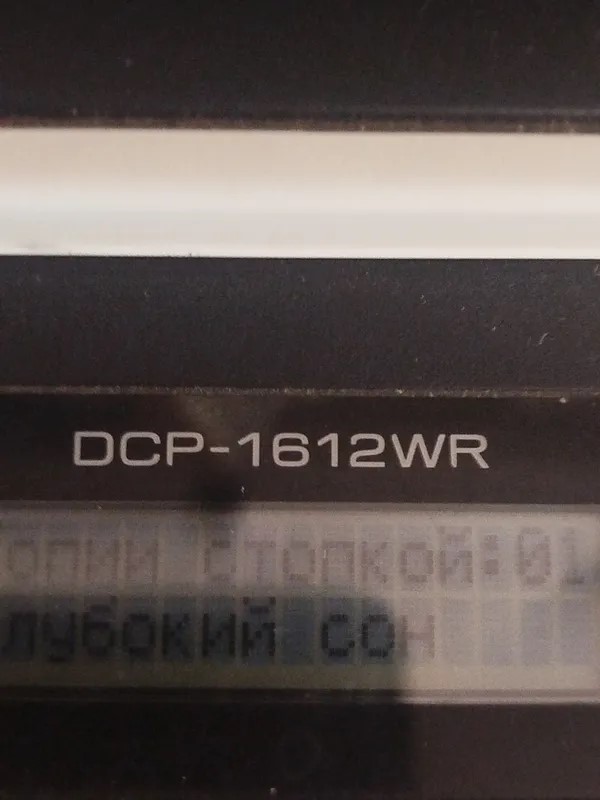 DCP-1612WR
опии стопкой:01
лубокий сон